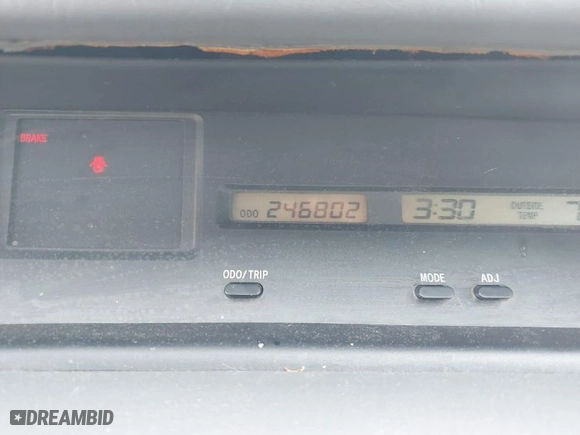 BRAKE
ODO 246802
3:30 OUTSIDE
TEMP
ODO/TRIP MODE ADJ
DREAMBID